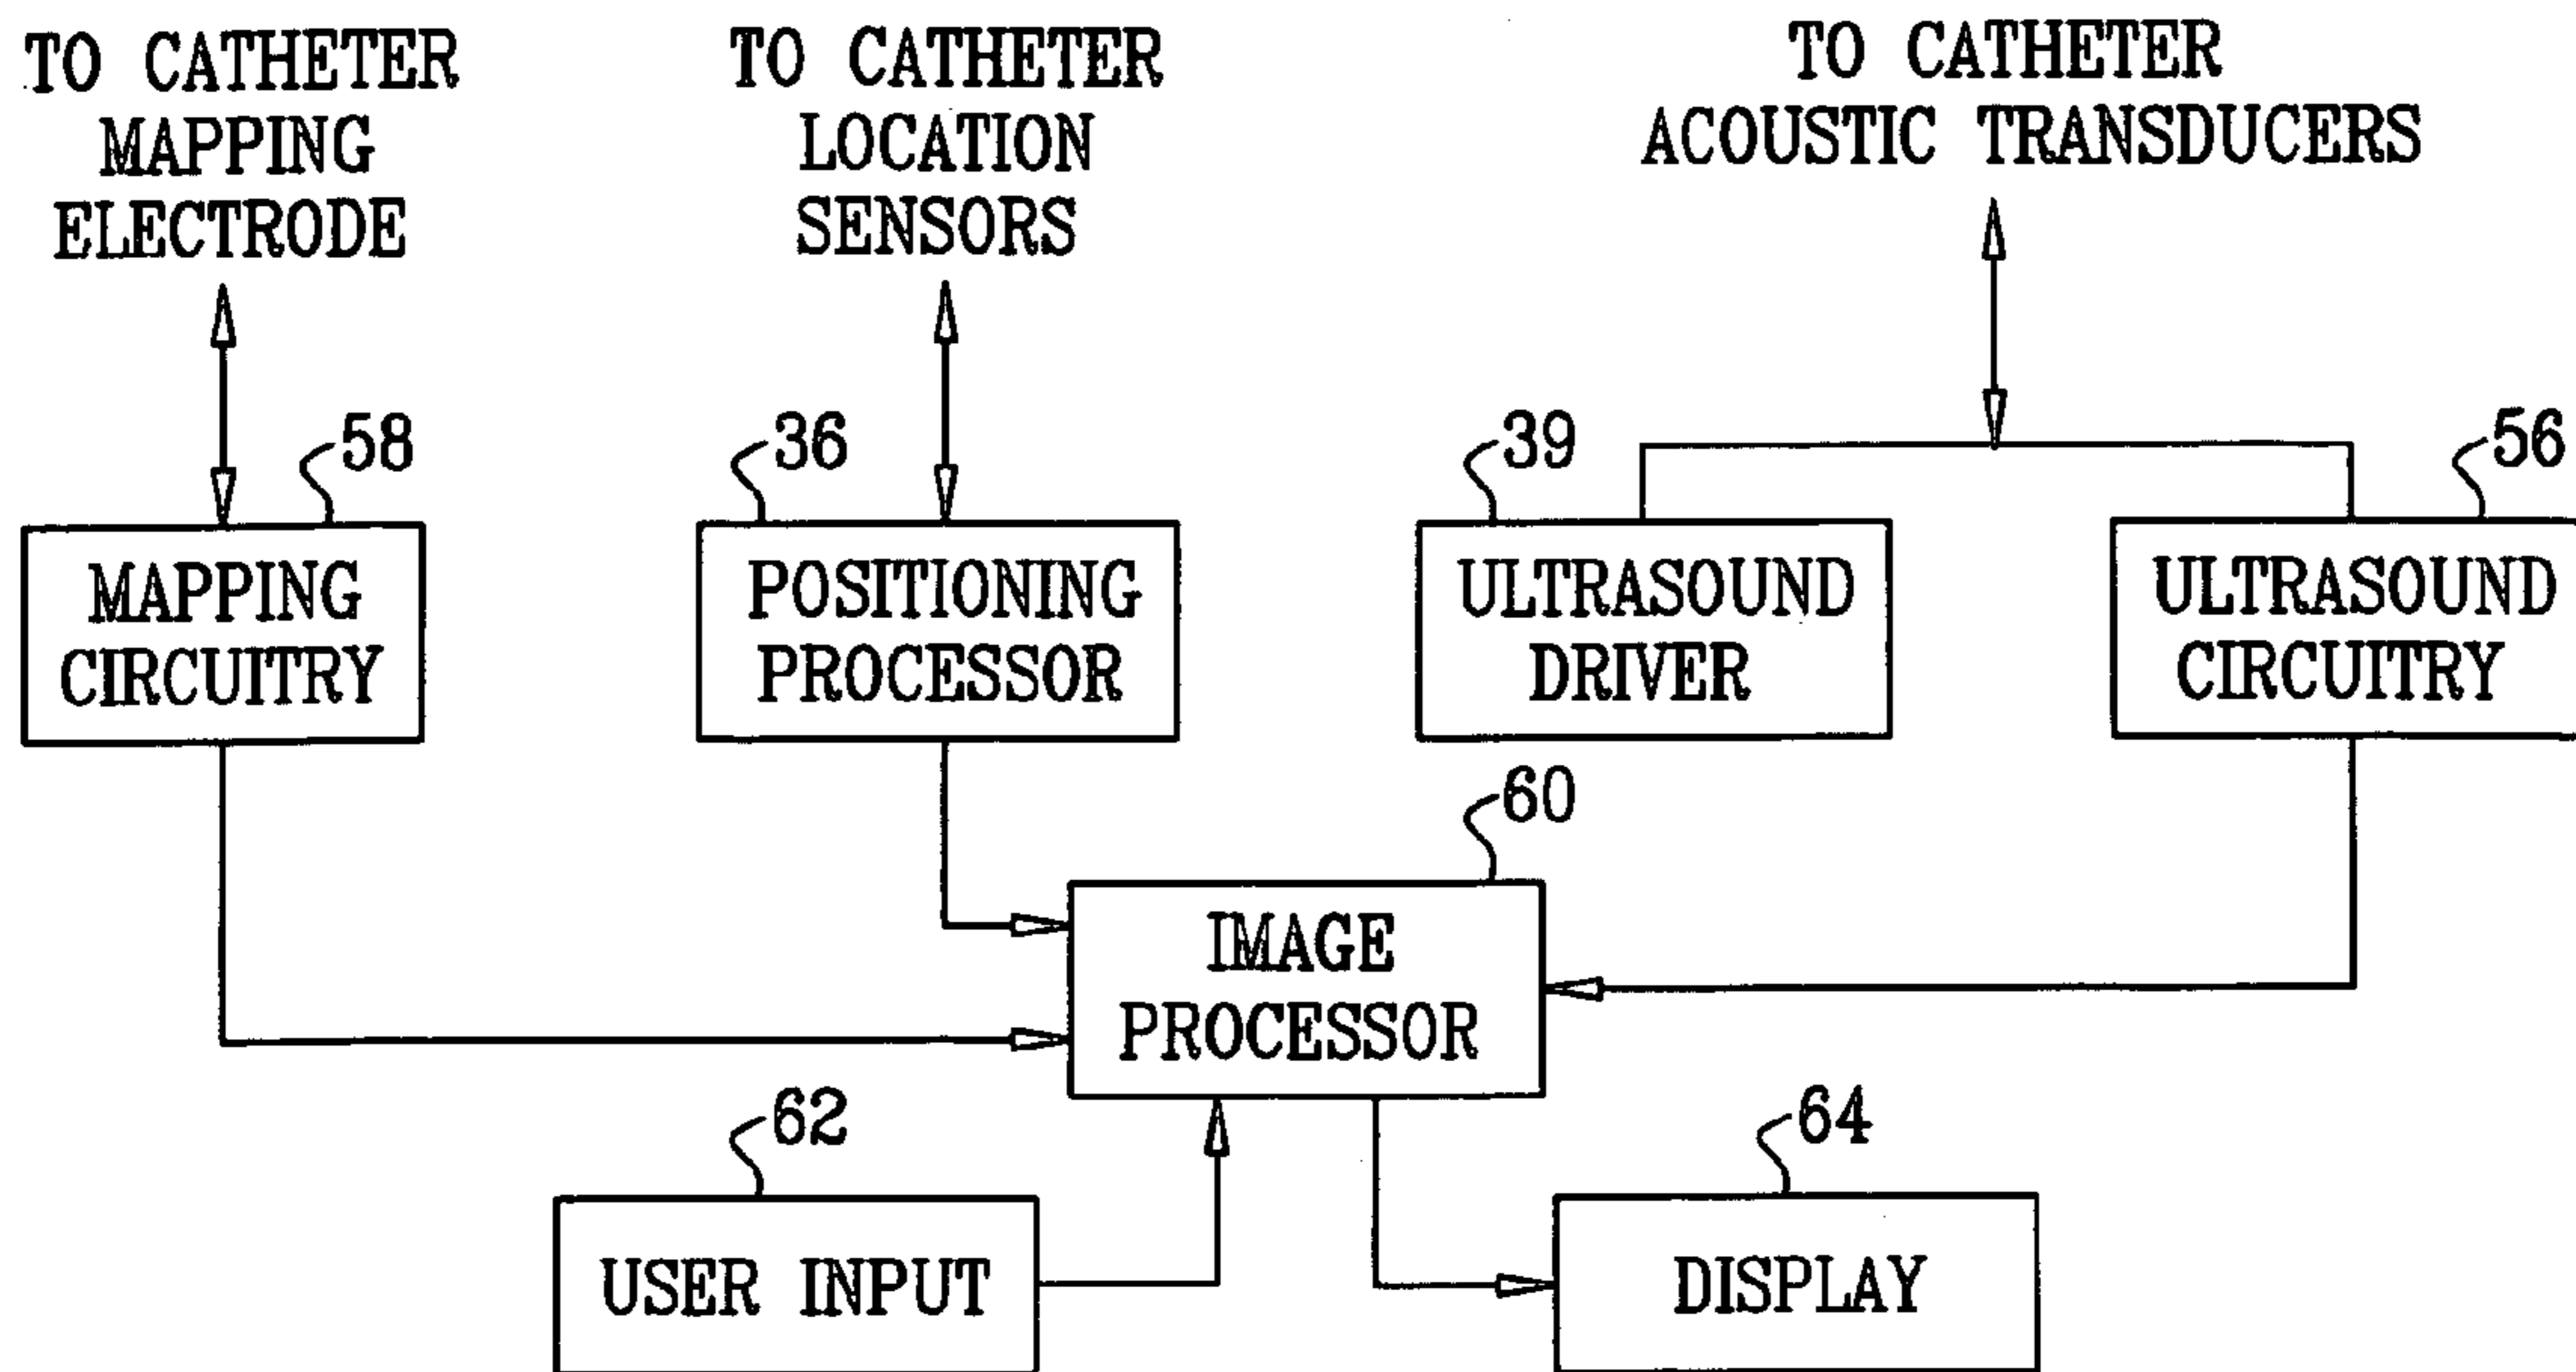 TO CATHETER
MAPPING
ELECTRODE
TO CATHETER
LOCATION
SENSORS
TO CATHETER
ACOUSTIC TRANSDUCERS
58
36
39
56
MAPPING
CIRCUITRY
POSITIONING
PROCESSOR
ULTRASOUND
DRIVER
ULTRASOUND
CIRCUITRY
60
IMAGE
PROCESSOR
62
64
USER INPUT
DISPLAY